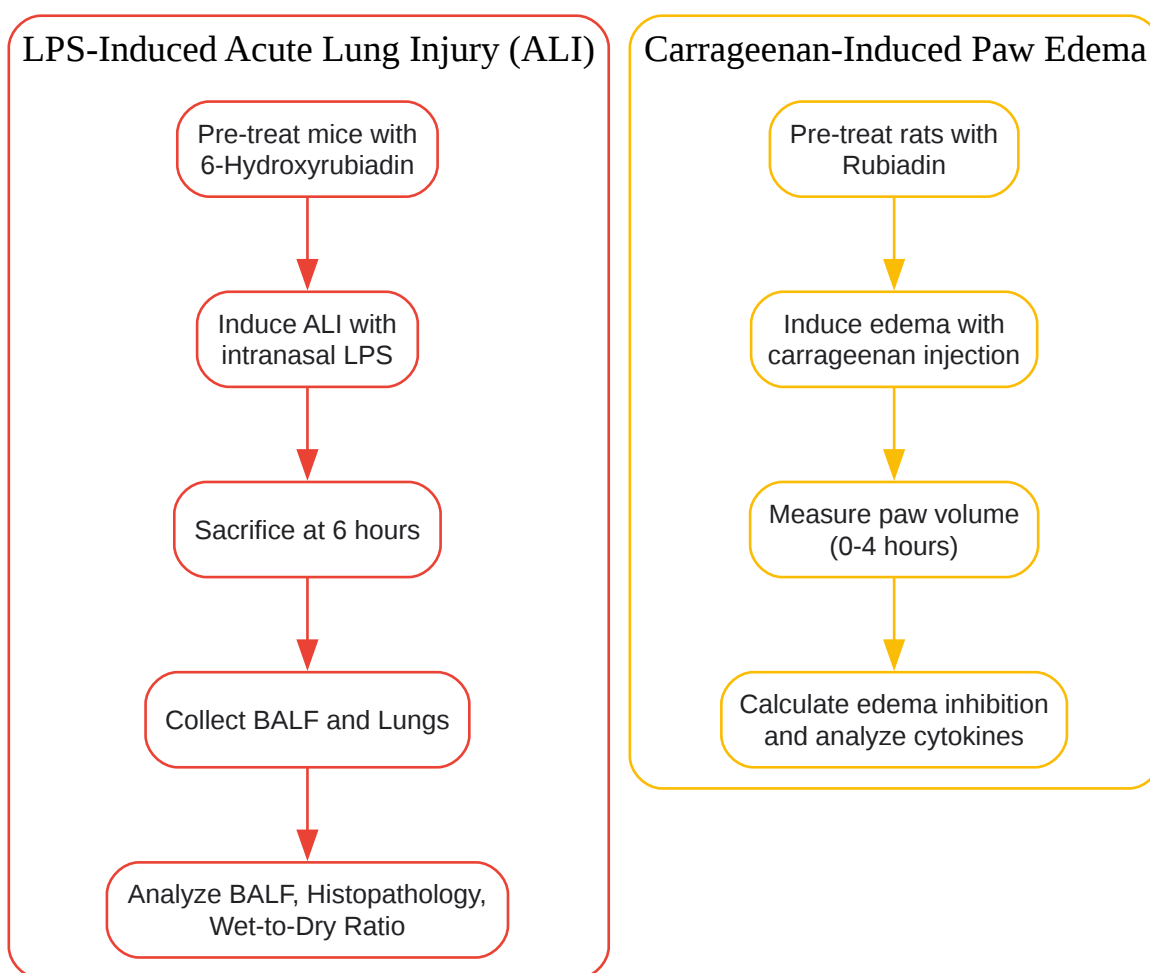 LPS-Induced Acute Lung Injury (ALI)
Pre-treat mice with
6-Hydroxyrubiadin
Induce ALI with
intranasal LPS
Sacrifice at 6 hours
Collect BALF and Lungs
Analyze BALF, Histopathology,
Wet-to-Dry Ratio
Carrageenan-Induced Paw Edema
Pre-treat rats with
Rubiadin
Induce edema with
carrageenan injection
Measure paw volume
(0-4 hours)
Calculate edema inhibition
and analyze cytokines